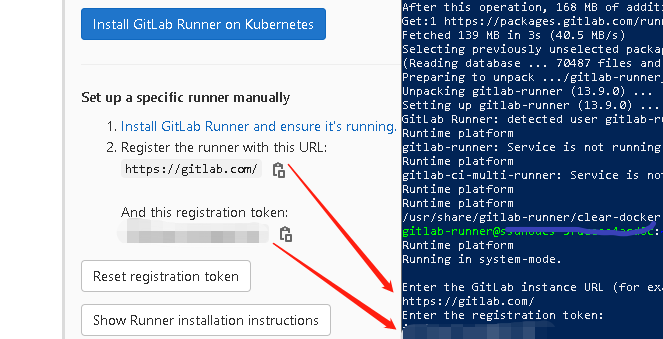 Install GitLab Runner on Kubernetes
Set up a specific runner manually
1. Install GitLab Runner and ensure it's running.
2. Register the runner with this URL:
https://gitlab.com/
And this registration token:
Reset registration token
Show Runner installation instructions
After this operation, 168 MB of addi
Get:1 https://packages.gitlab.com/run
Fetched 139 MB in 3s (40.5 MB/s)
Selecting previously unselected packa
(Reading database ... 70487 files and
Preparing to unpack .../gitlab-runner_
Unpacking gitlab-runner (13.9.0) ...
Setting up gitlab-runner (13.9.0) ...
GitLab Runner: detected user gitlab-ru
Runtime platform
gitlab-runner: Service is not running
Runtime platform
gitlab-ci-multi-runner: Service is not
Runtime platform
Runtime platform
/usr/share/gitlab-runner/clear-docker
gitlab-runner@
Runtime platform
Running in system-mode.
Enter the GitLab instance URL (for exa
https://gitlab.com/
Enter the registration token: